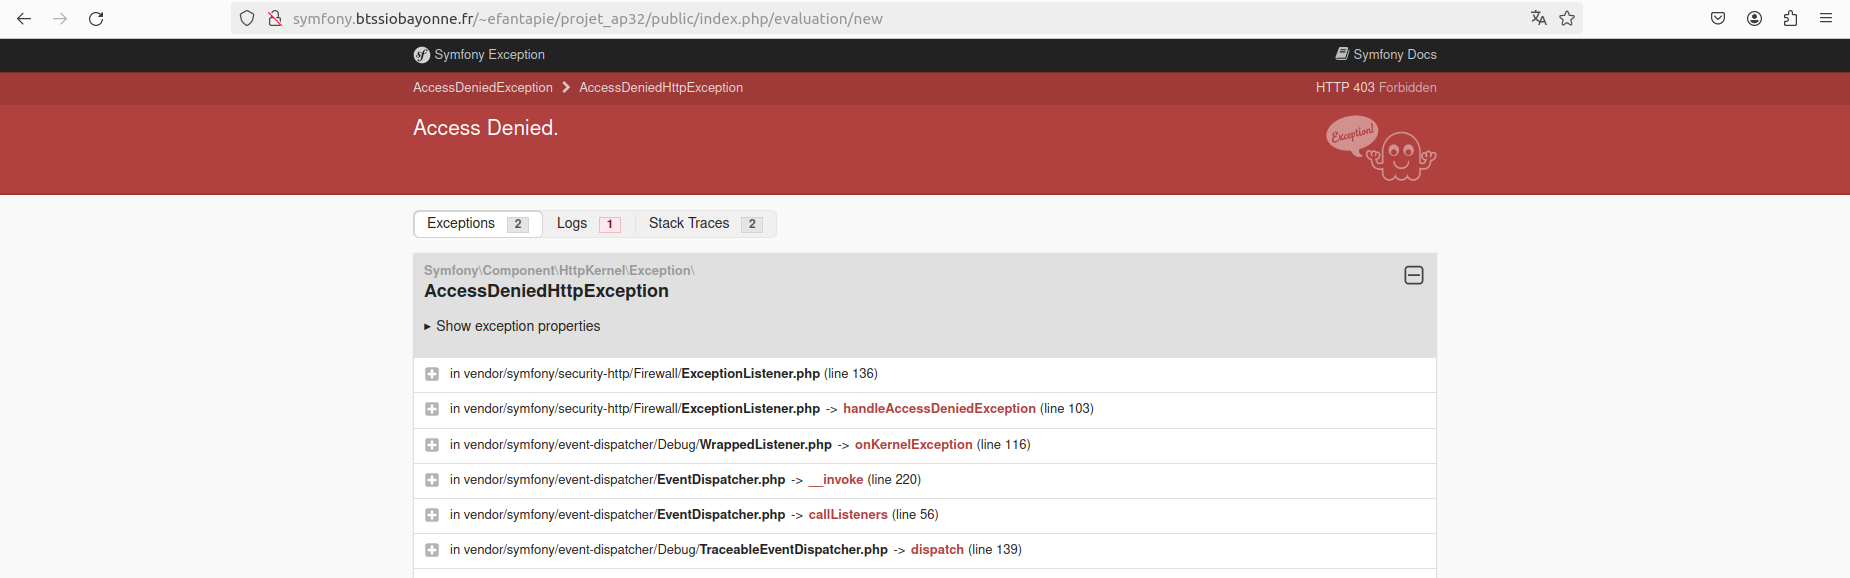 symfony.btssiobayonne.fr/~efantapie/projet_ap32/public/index.php/evaluation/new
Symfony Exception
Symfony Docs
AccessDeniedException
AccessDeniedHttpException
HTTP 403 Forbidden
Access Denied.
Exception!
Exceptions 2 Logs 1 Stack Traces 2
Symfony\Component\HttpKernel\Exception\
AccessDeniedHttpException
▸ Show exception properties
in vendor/symfony/security-http/Firewall/ExceptionListener.php (line 136)
in vendor/symfony/security-http/Firewall/ExceptionListener.php -> handleAccessDeniedException (line 103)
in vendor/symfony/event-dispatcher/Debug/WrappedListener.php -> onKernelException (line 116)
in vendor/symfony/event-dispatcher/EventDispatcher.php -> __invoke (line 220)
in vendor/symfony/event-dispatcher/EventDispatcher.php -> callListeners (line 56)
in vendor/symfony/event-dispatcher/Debug/TraceableEventDispatcher.php -> dispatch (line 139)